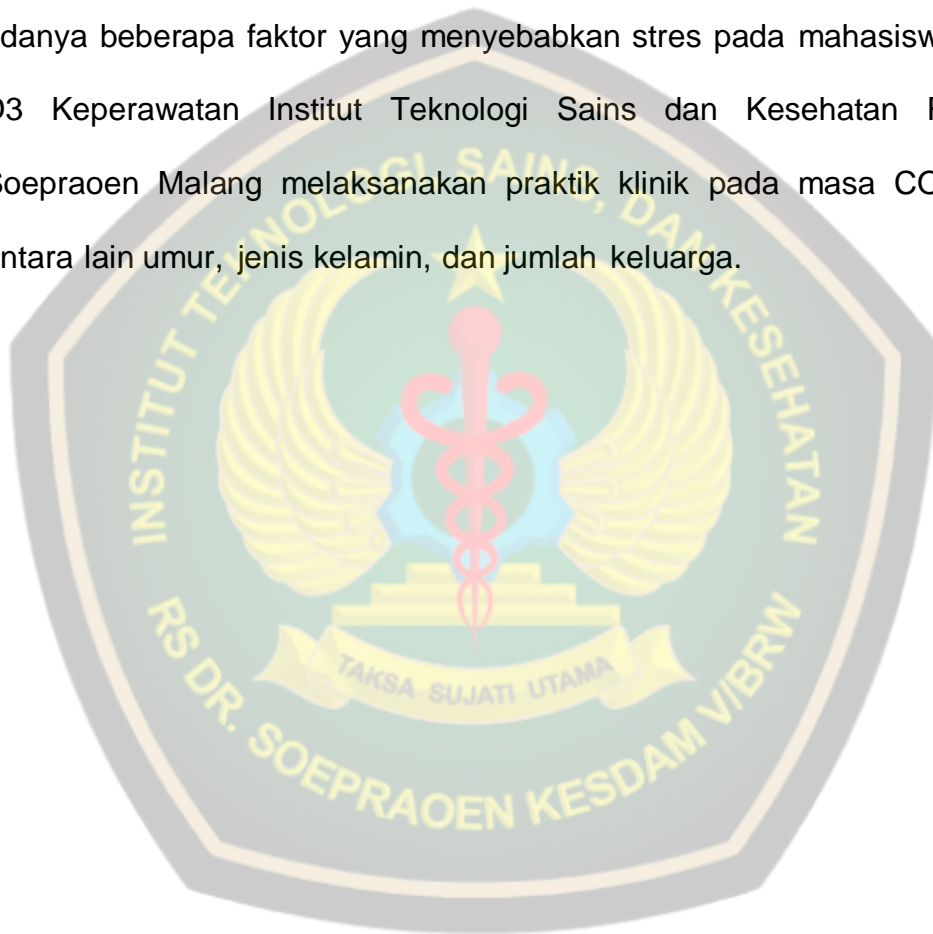 danya beberapa faktor yang menyebabkan stres pada mahasisw
D3 Keperawatan Institut Teknologi Sains dan Kesehatan
Soepraoen Malang melaksanakan praktik klinik pada masa CO
ntara lain umur, jenis kelamin, dan jumlah keluarga.
INSTITUT TEKNOLOGI, SAINS, DAN KESEHATAN
TAKSA SUJATI UTAMA
RS DR. SOEPRAOEN KESDAM V/BRW